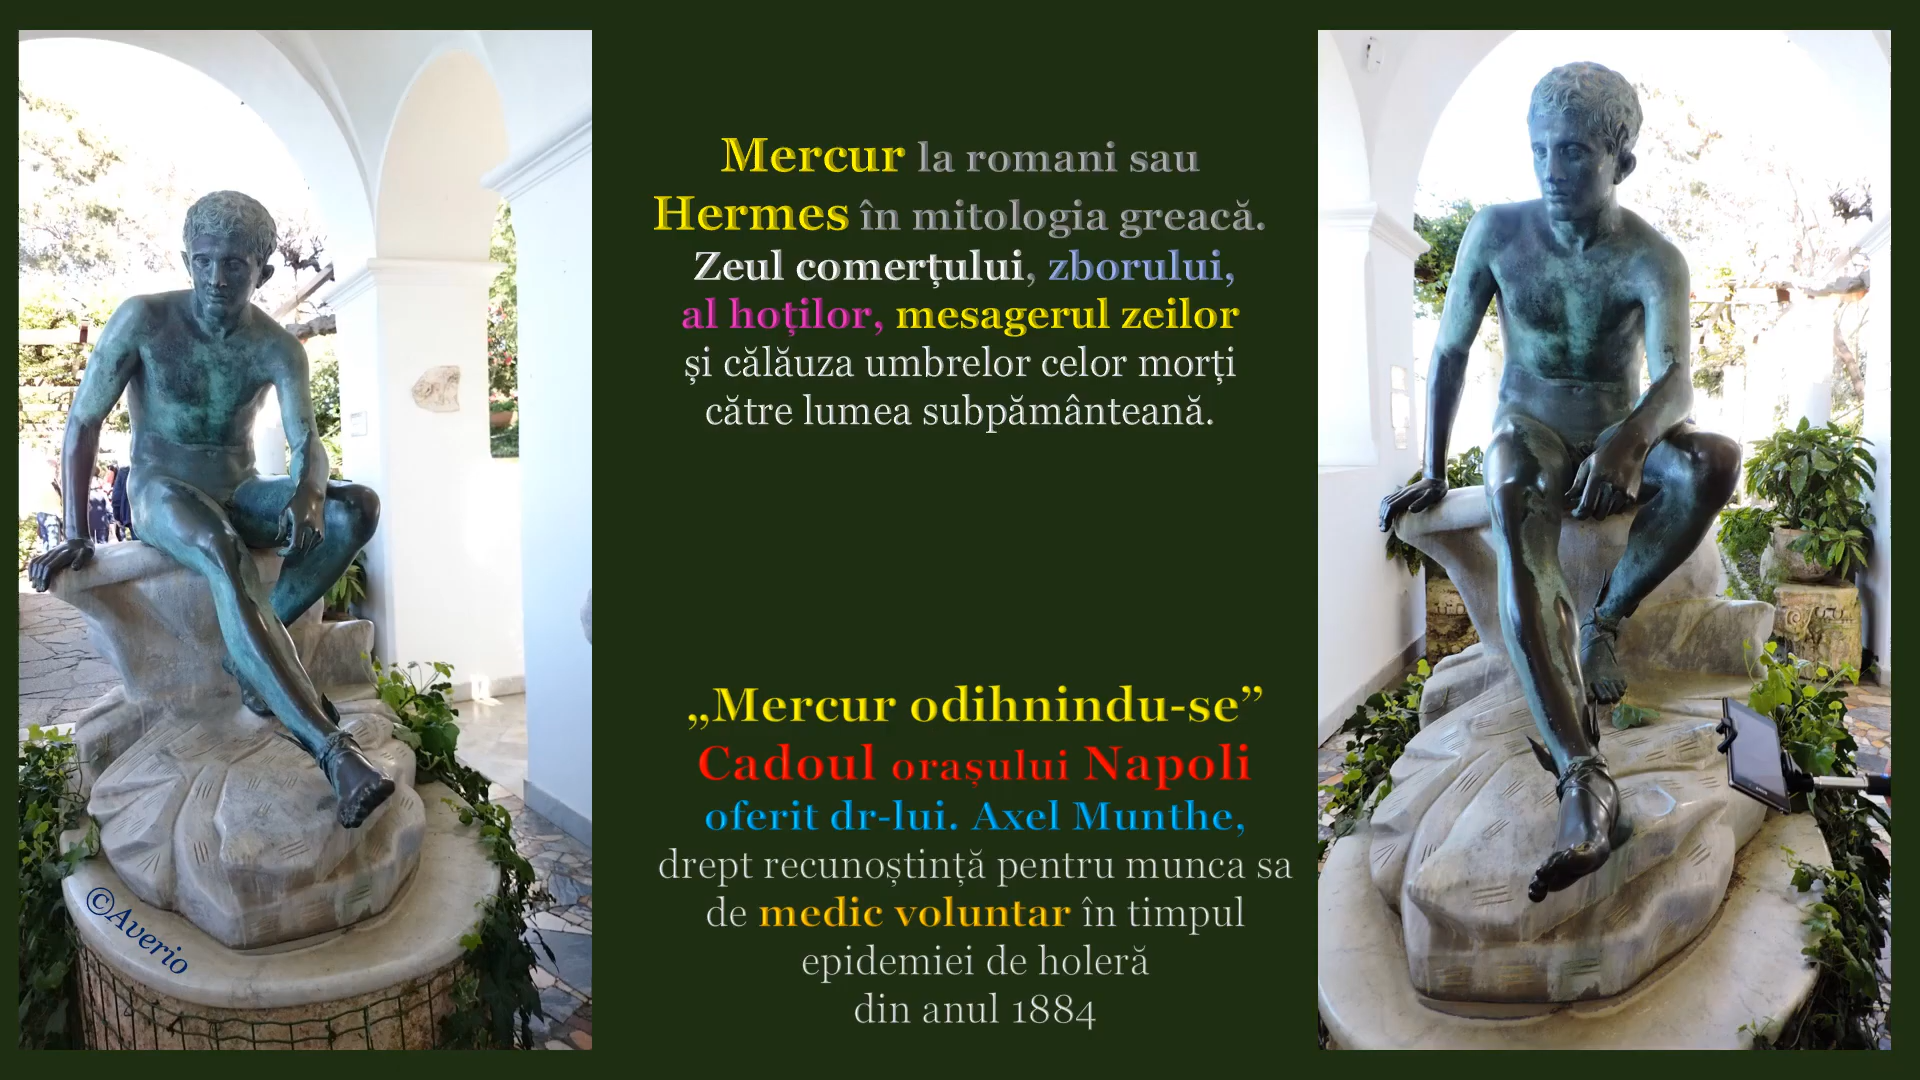 Mercur la romani sau
Hermes în mitologia greacă.
Zeul comerțului, zborului,
al hoților, mesagerul zeilor
și călăuza umbrelor celor morți
către lumea subpământeană.
„Mercur odihnindu-se”
Cadoul orașului Napoli
oferit dr-lui. Axel Munthe,
drept recunoștință pentru munca sa
de medic voluntar în timpul
epidemiei de holeră
din anul 1884
©Averio